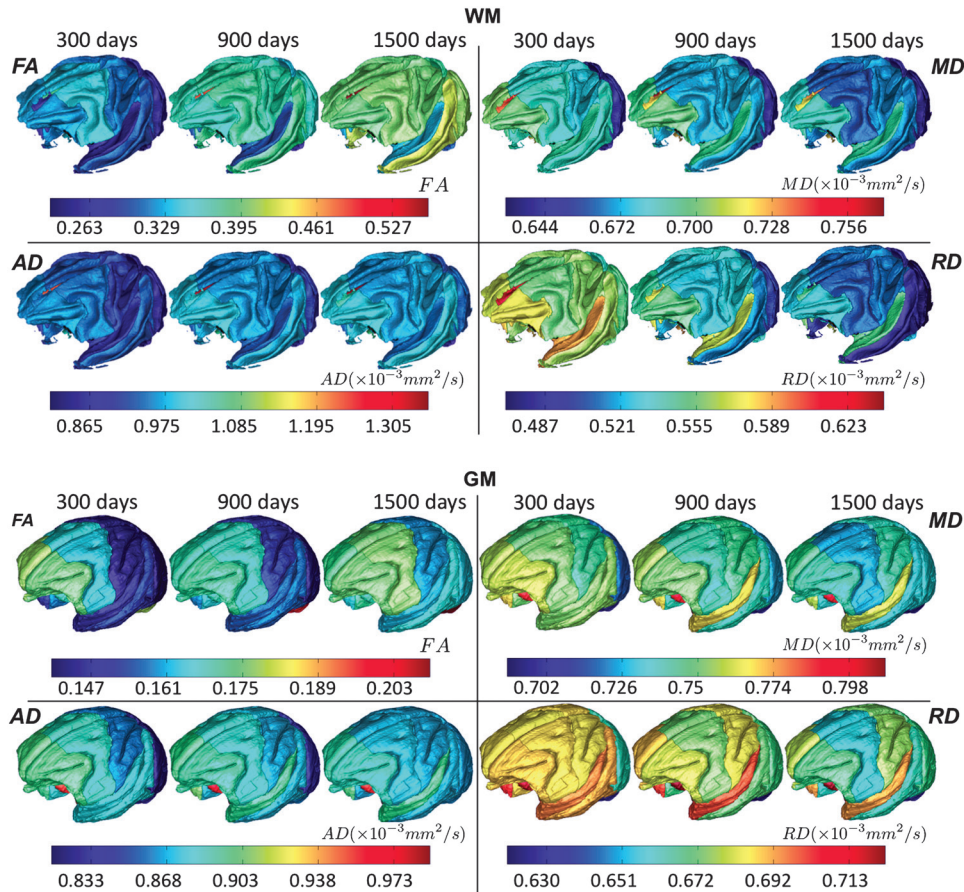 WM
300 days 900 days 1500 days 300 days 900 days 1500 days
FA MD
FA MD(×10⁻³mm²/s)
0.263 0.329 0.395 0.461 0.527 0.644 0.672 0.700 0.728 0.756
AD RD
AD(×10⁻³mm²/s) RD(×10⁻³mm²/s)
0.865 0.975 1.085 1.195 1.305 0.487 0.521 0.555 0.589 0.623
GM
300 days 900 days 1500 days 300 days 900 days 1500 days
FA MD
FA MD(×10⁻³mm²/s)
0.147 0.161 0.175 0.189 0.203 0.702 0.726 0.75 0.774 0.798
AD RD
AD(×10⁻³mm²/s) RD(×10⁻³mm²/s)
0.833 0.868 0.903 0.938 0.973 0.630 0.651 0.672 0.692 0.713